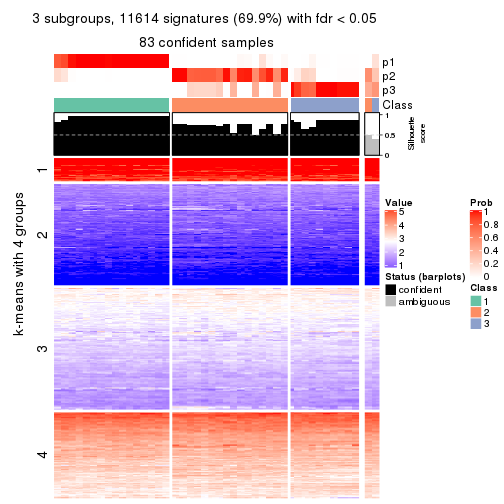 3 subgroups, 11614 signatures (69.9%) with fdr < 0.05
83 confident samples
p1
p2
p3
Class
1
0.5
0
Silhouette
score
k-means with 4 groups
1
2
3
4
Value
5
4
3
2
1
Status (barplots)
confident
ambiguous
Prob
1
0.8
0.6
0.4
0.2
0
Class
1
2
3